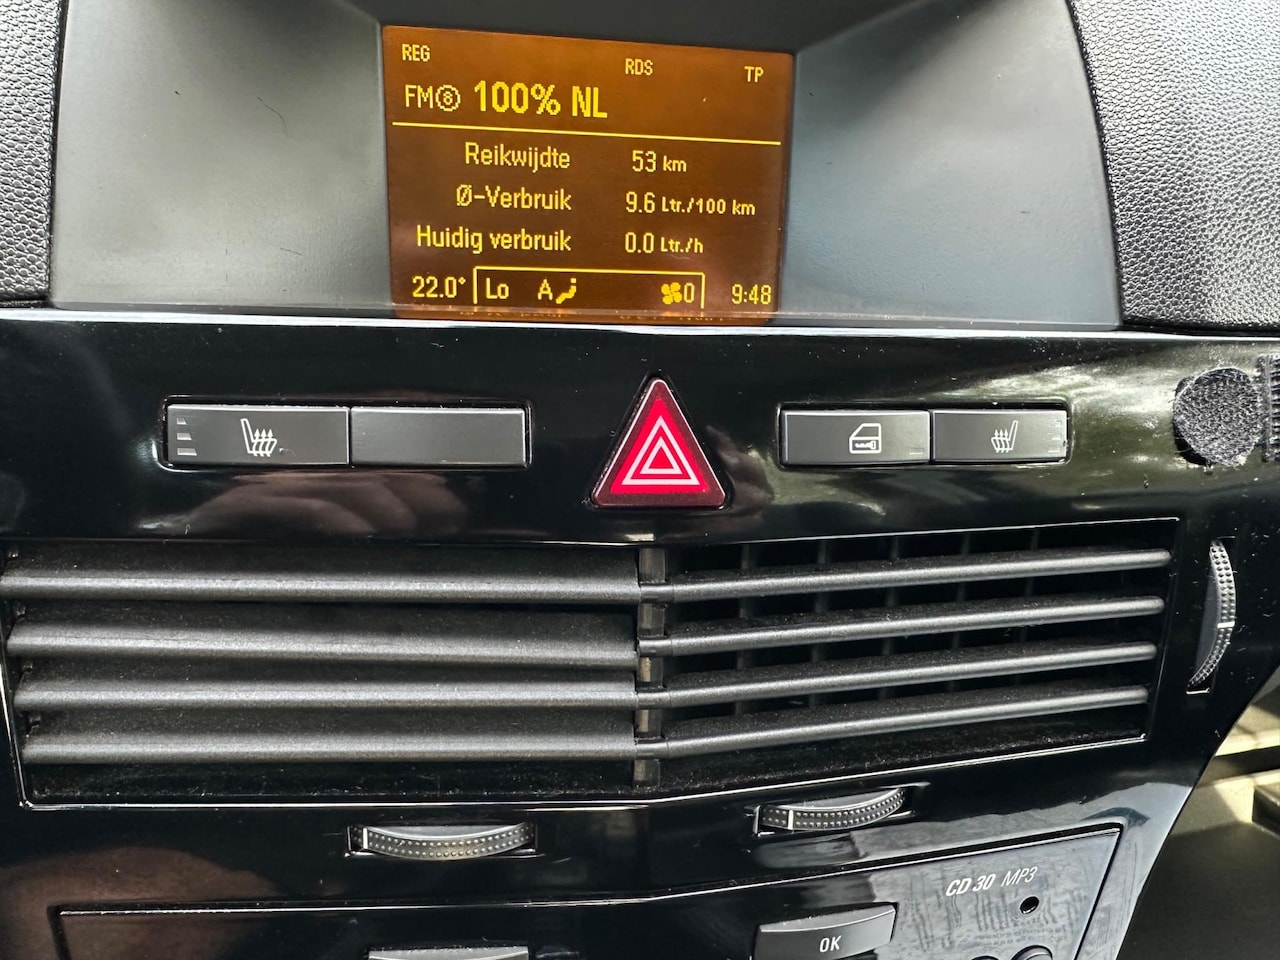 REG RDS TP
FM⑧ 100% NL
Reikwijdte 53 km
Ø-Verbruik 9.6 Ltr./100 km
Huidig verbruik 0.0 Ltr./h
22.0° Lo A 0 9:48
CD 30 MP3
OK